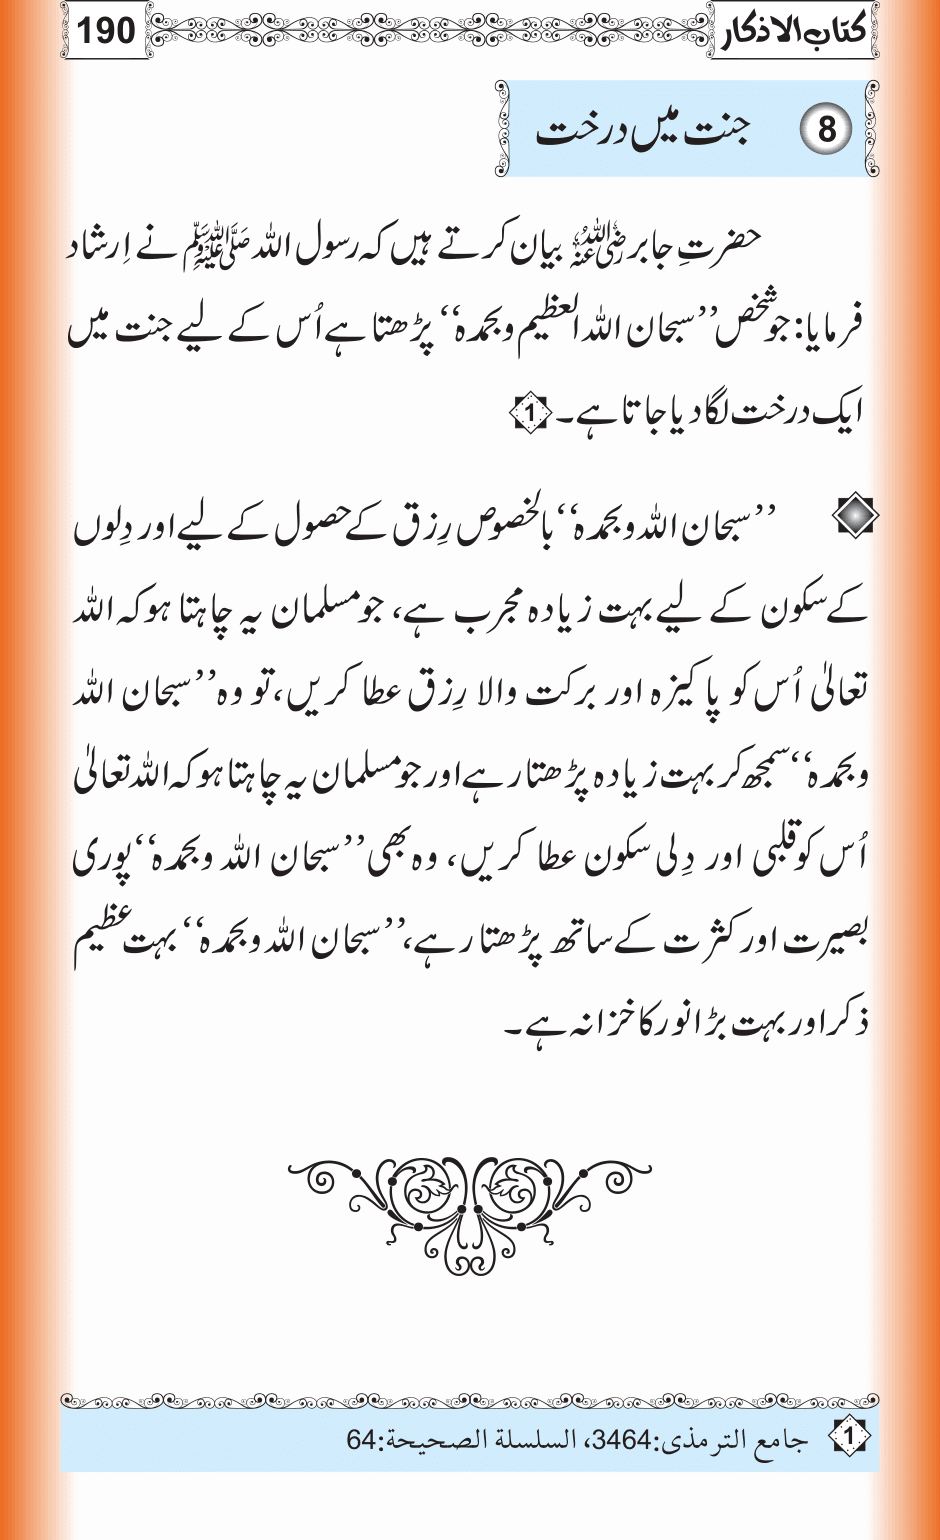 كتاب الاذكار
190
8 جنت میں درخت
حضرتِ جابر رضی اللہ عنہ بیان کرتے ہیں کہ رسول اللہ ﷺ نے اِرشاد
فرمایا: جو شخص ’’سبحان اللہ العظیم وبحمدہ‘‘ پڑھتا ہے اُس کے لیے جنت میں
ایک درخت لگا دیا جاتا ہے۔ 1
’’سبحان اللہ وبحمدہ‘‘ بالخصوص رِزق کے حصول کے لیے اور دِلوں
کے سکون کے لیے بہت زیادہ مجرب ہے، جو مسلمان یہ چاہتا ہو کہ اللہ
تعالیٰ اُس کو پاکیزہ اور برکت والا رِزق عطا کریں، تو وہ ’’سبحان اللہ
وبحمدہ‘‘ سمجھ کر بہت زیادہ پڑھتا رہے اور جو مسلمان یہ چاہتا ہو کہ اللہ تعالیٰ
اُس کو قلبی اور دِلی سکون عطا کریں، وہ بھی ’’سبحان اللہ وبحمدہ‘‘ پوری
بصیرت اور کثرت کے ساتھ پڑھتا رہے، ’’سبحان اللہ وبحمدہ‘‘ بہت عظیم
ذکر اور بہت بڑا نور کا خزانہ ہے۔
1 جامع الترمذی:3464، السلسلة الصحيحة:64